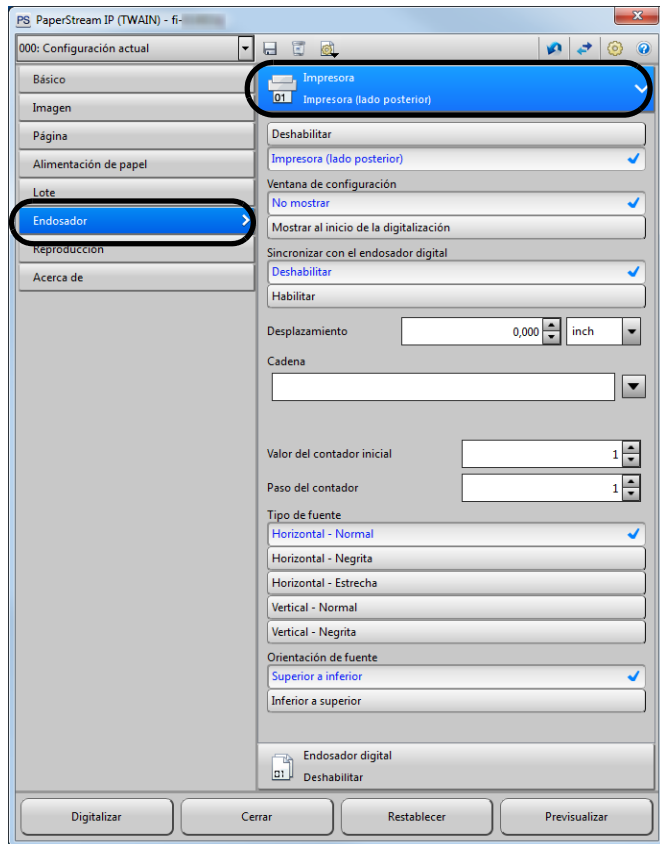 PS PaperStream IP (TWAIN) - fi-
000: Configuración actual
Básico
Imagen
Página
Alimentación de papel
Lote
Endosador
Reproducción
Acerca de
01
Impresora
Impresora (lado posterior)
Deshabilitar
Impresora (lado posterior)
Ventana de configuración
No mostrar
Mostrar al inicio de la digitalización
Sincronizar con el endosador digital
Deshabilitar
Habilitar
Desplazamiento 0,000 inch
Cadena
Valor del contador inicial 1
Paso del contador 1
Tipo de fuente
Horizontal - Normal
Horizontal - Negrita
Horizontal - Estrecha
Vertical - Normal
Vertical - Negrita
Orientación de fuente
Superior a inferior
Inferior a superior
01
Endosador digital
Deshabilitar
Digitalizar Cerrar Restablecer Previsualizar